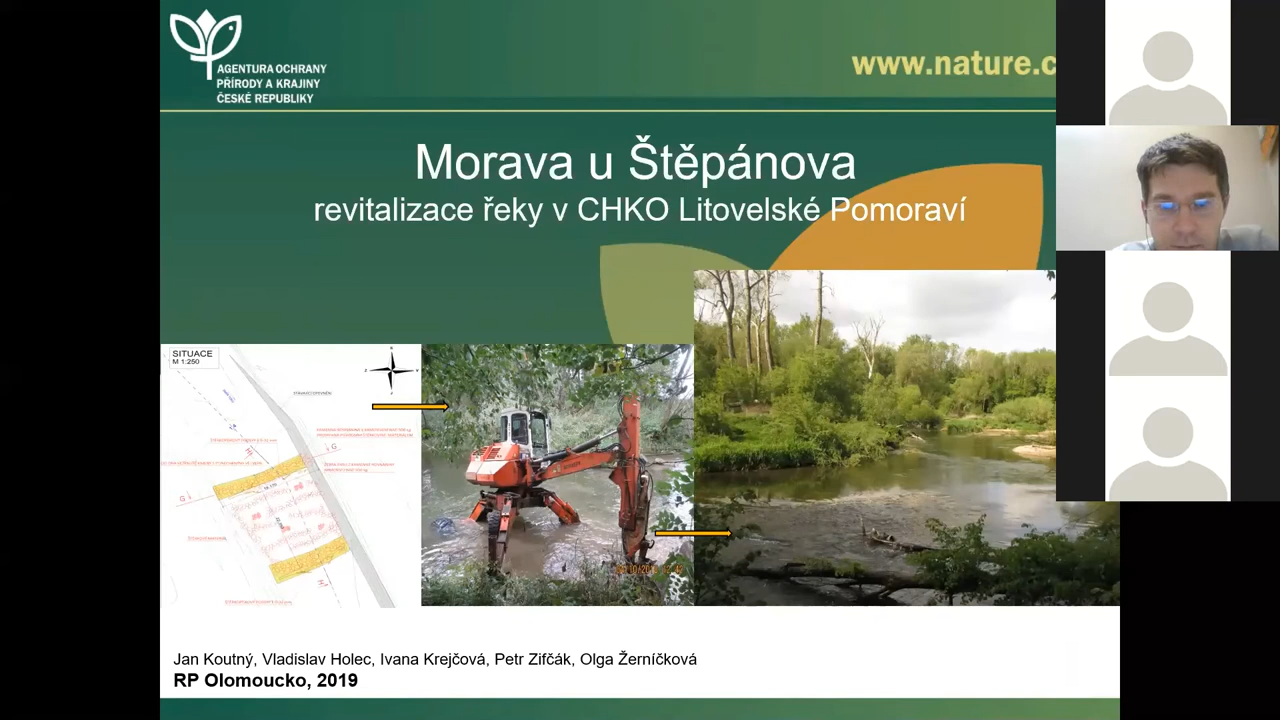 AGENTURA OCHRANY
PŘÍRODY A KRAJINY
ČESKÉ REPUBLIKY
www.nature.c
Morava u Štěpánova
revitalizace řeky v CHKO Litovelské Pomoraví
SITUACE
M 1:250
G
G
H
H
Jan Koutný, Vladislav Holec, Ivana Krejčová, Petr Zifčák, Olga Žerníčková
RP Olomoucko, 2019